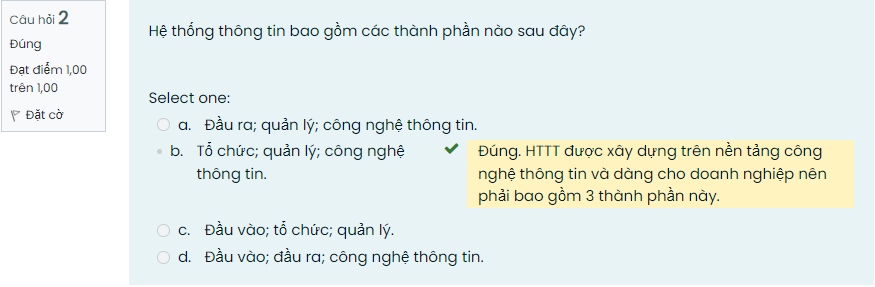 Câu hỏi 2
Đúng
Đạt điểm 1,00
trên 1,00
Đặt cờ
Hệ thống thông tin bao gồm các thành phần nào sau đây?
Select one:
a. Đầu ra; quản lý; công nghệ thông tin.
b. Tổ chức; quản lý; công nghệ
thông tin.
Đúng. HTTT được xây dựng trên nền tảng công
nghệ thông tin và dàng cho doanh nghiệp nên
phải bao gồm 3 thành phần này.
c. Đầu vào; tổ chức; quản lý.
d. Đầu vào; đầu ra; công nghệ thông tin.